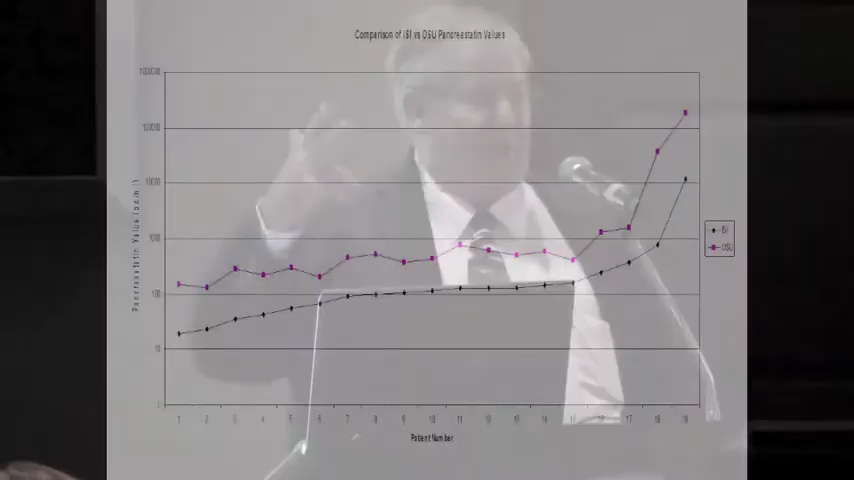 Comparison of ISI vs OSU Pancreastatin Values
Pancreastatin Value (pg/ml)
1000000
100000
10000
1000
100
10
1
1 2 3 4 5 6 7 8 9 10 11 12 13 14 15 16 17 18 19
Patient Number
ISI
OSU